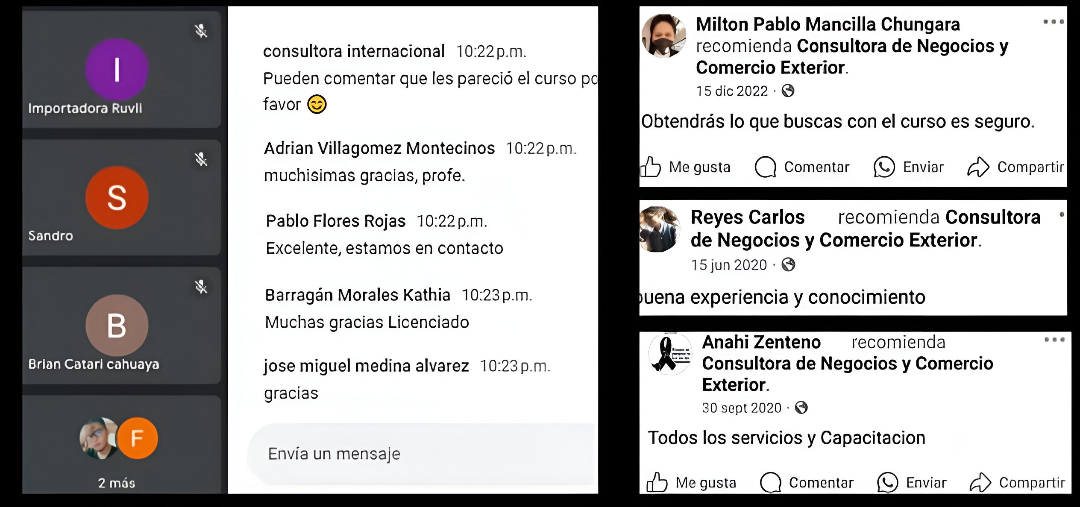 I
Importadora Ruvli
S
Sandro
B
Brian Catari cahuaya
F
2 más
consultora internacional 10:22 p.m.
Pueden comentar que les pareció el curso po
favor 😊
Adrian Villagomez Montecinos 10:22 p.m.
muchisimas gracias, profe.
Pablo Flores Rojas 10:22 p.m.
Excelente, estamos en contacto
Barragán Morales Kathia 10:23 p.m.
Muchas gracias Licenciado
jose miguel medina alvarez 10:23 p.m.
gracias
Envía un mensaje
Milton Pablo Mancilla Chungara
recomienda Consultora de Negocios y
Comercio Exterior.
15 dic 2022 ·
Obtendrás lo que buscas con el curso es seguro.
Me gusta Comentar Enviar Compartir
Reyes Carlos recomienda Consultora
de Negocios y Comercio Exterior.
15 jun 2020 ·
buena experiencia y conocimiento
Anahi Zenteno recomienda
Consultora de Negocios y Comercio
Exterior.
30 sept 2020 ·
Todos los servicios y Capacitacion
Me gusta Comentar Enviar Compartir